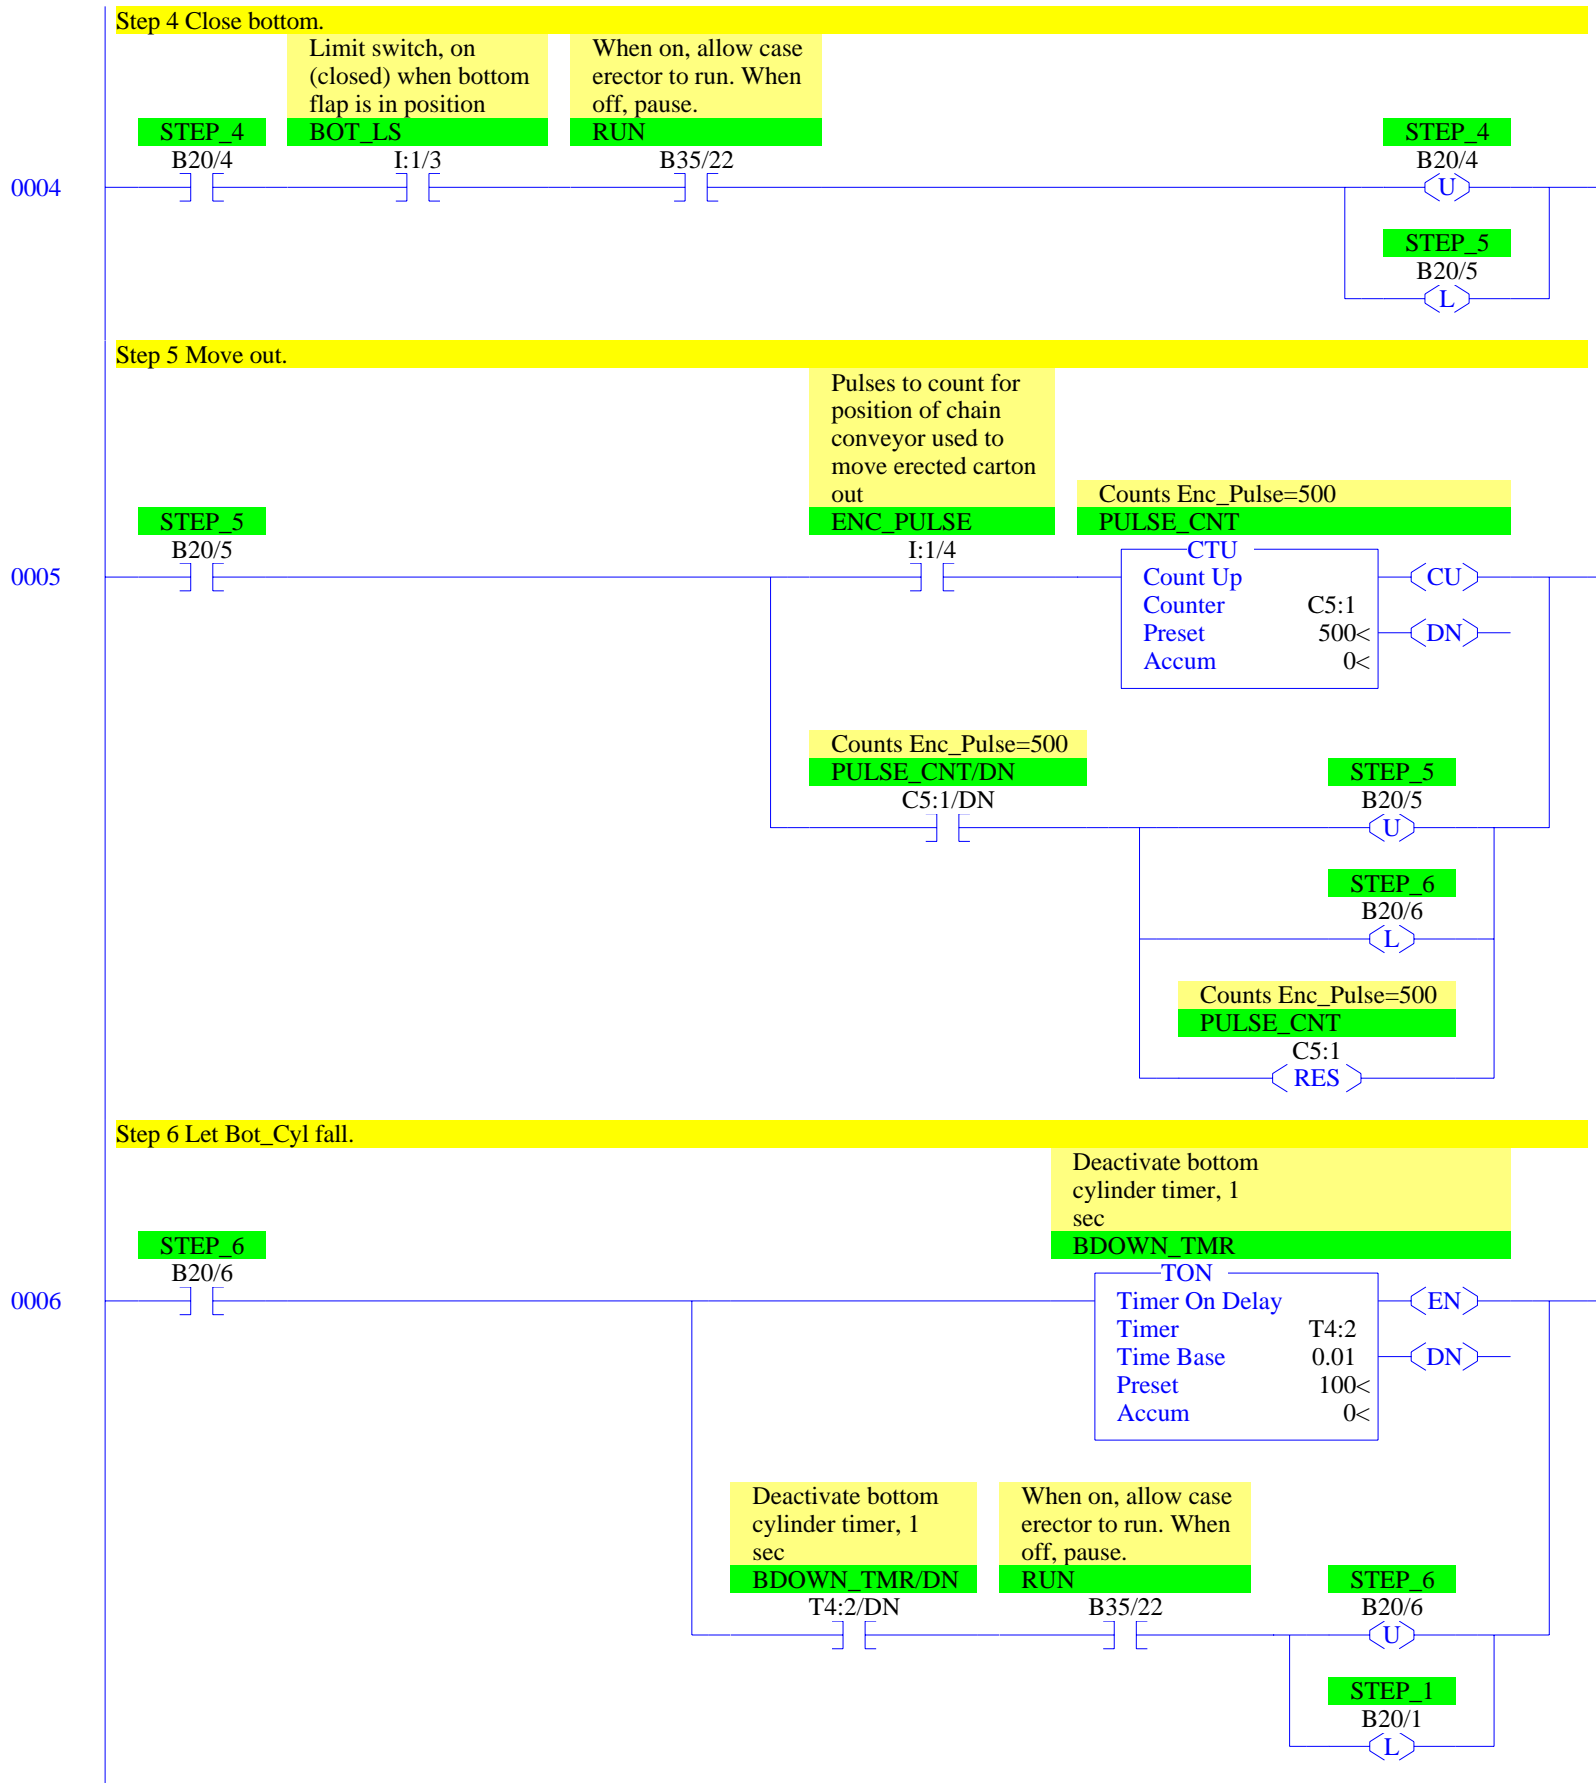 Step 4 Close bottom.
Limit switch, on
(closed) when bottom
flap is in position
When on, allow case
erector to run. When
off, pause.
STEP_4
BOT_LS
RUN
STEP_4
B20/4
I:1/3
B35/22
B20/4
0004
U
STEP_5
B20/5
L
Step 5 Move out.
Pulses to count for
position of chain
conveyor used to
move erected carton
out
Counts Enc_Pulse=500
STEP_5
ENC_PULSE
PULSE_CNT
B20/5
I:1/4
CTU
0005
Count Up
CU
Counter C5:1
Preset 500<
DN
Accum 0<
Counts Enc_Pulse=500
PULSE_CNT/DN
STEP_5
C5:1/DN
B20/5
U
STEP_6
B20/6
L
Counts Enc_Pulse=500
PULSE_CNT
C5:1
RES
Step 6 Let Bot_Cyl fall.
Deactivate bottom
cylinder timer, 1
sec
STEP_6
BDOWN_TMR
B20/6
TON
0006
Timer On Delay
EN
Timer T4:2
Time Base 0.01
DN
Preset 100<
Accum 0<
Deactivate bottom
cylinder timer, 1
sec
When on, allow case
erector to run. When
off, pause.
BDOWN_TMR/DN
RUN
STEP_6
T4:2/DN
B35/22
B20/6
U
STEP_1
B20/1
L